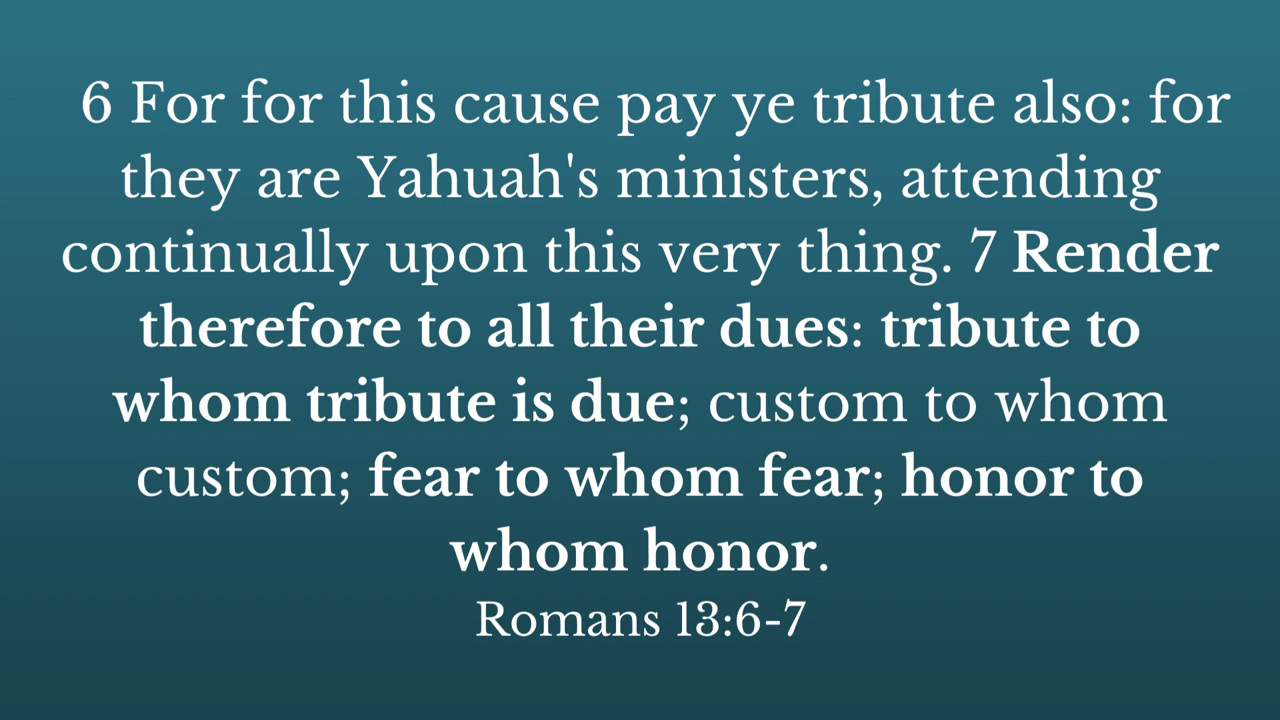 6 For for this cause pay ye tribute also: for
they are Yahuah's ministers, attending
continually upon this very thing. 7 Render
therefore to all their dues: tribute to
whom tribute is due; custom to whom
custom; fear to whom fear; honor to
whom honor.
Romans 13:6-7